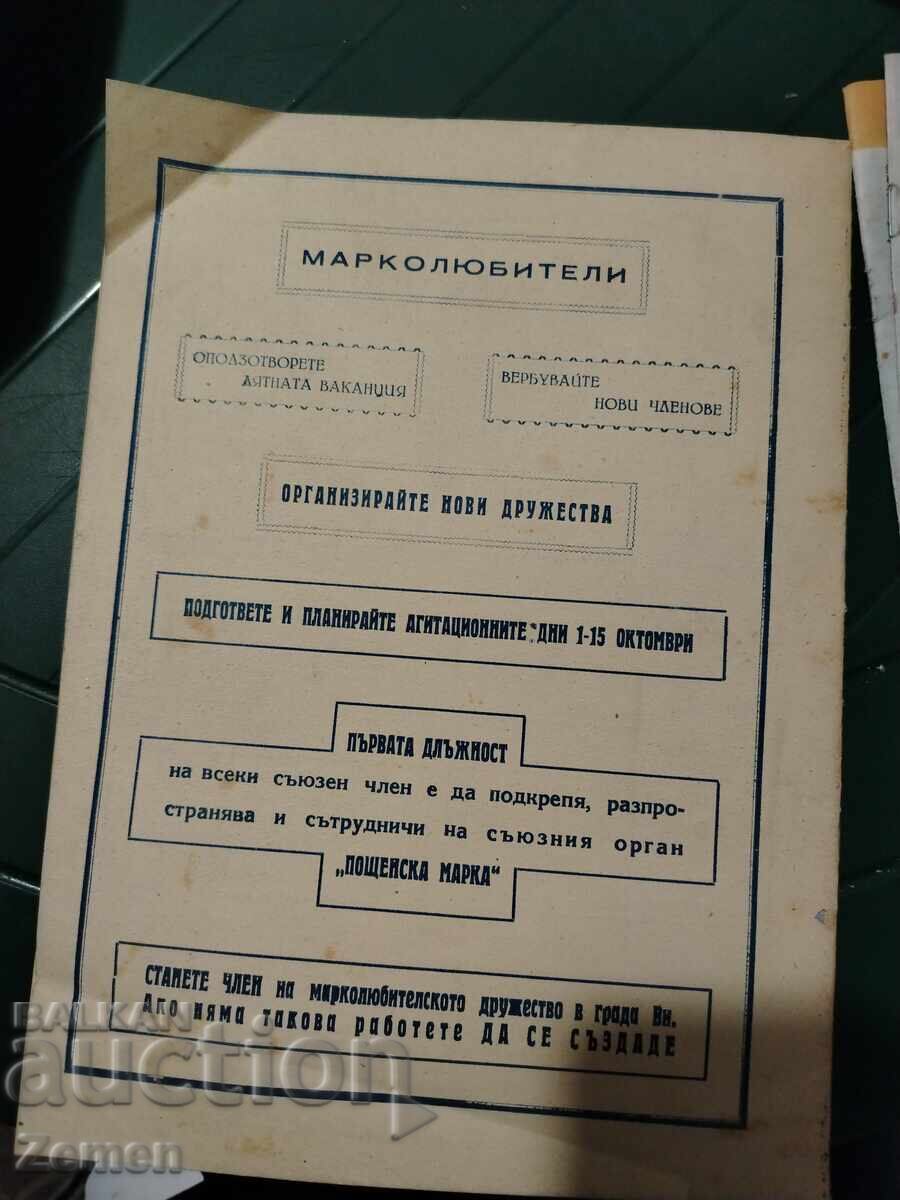 МАРКОЛЮБИТЕЛИ
ОПОЛЗОТВОРЕТЕ
ЛЯТНАТА ВАКАНЦИЯ
ВЕРБУВАЙТЕ
НОВИ ЧЛЕНОВЕ
ОРГАНИЗИРАЙТЕ НОВИ ДРУЖЕСТВА
ПОДГОТВЕТЕ И ПЛАНИРАЙТЕ АГИТАЦИОННИТЕ ДНИ 1-15 ОКТОМВРИ
ПЪРВАТА ДЛЪЖНОСТ
на всеки съюзен член е да подкрепя, разпро-
странява и сътрудничи на съюзния орган
„ПОЩЕНСКА МАРКА“
СТАНЕТЕ ЧЛЕН на марколюбителското дружество в града Ви.
Ако няма такова работете ДА СЕ СЪЗДАДЕ
BALKAN
auction
Zemen